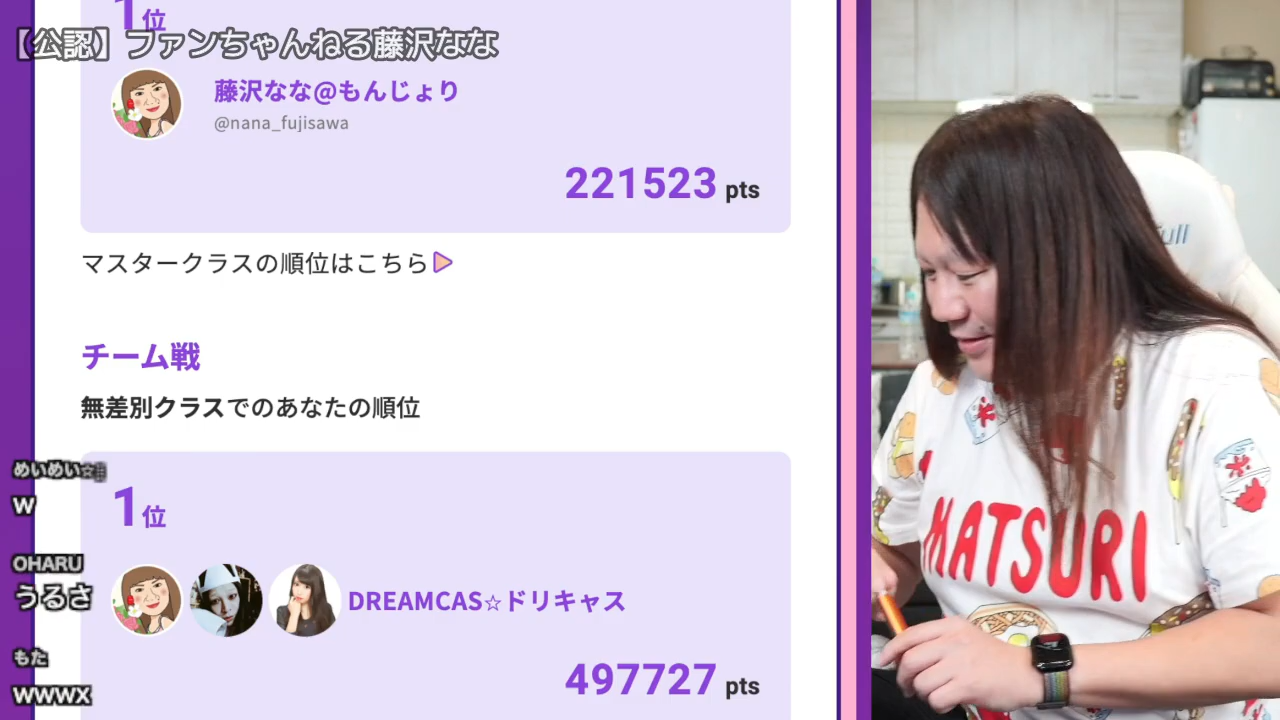 1位
【公認】ファンちゃんねる藤沢なな
藤沢なな@もんじょり
@nana_fujisawa
221523 pts
マスタークラスの順位はこちら
チーム戦
無差別クラスでのあなたの順位
1位
DREAMCAS☆ドリキャス
497727 pts
めいめい☆
w
OHARU
うるさ
もた
wwwx
MATSURI